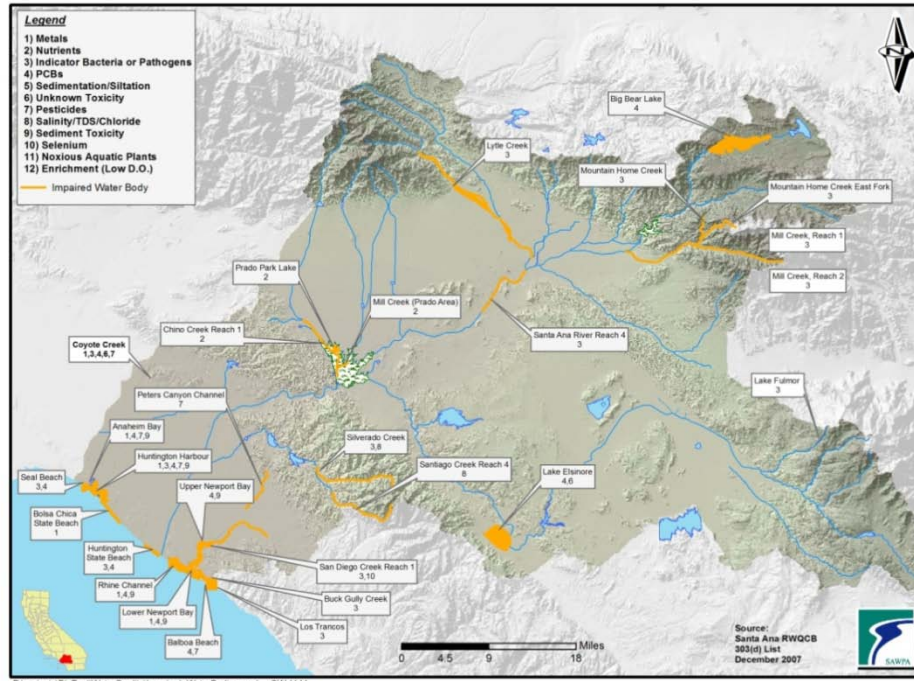 Legend
1) Metals
2) Nutrients
3) Indicator Bacteria or Pathogens
4) PCBs
5) Sedimentation/Siltation
6) Unknown Toxicity
7) Pesticides
8) Salinity/TDS/Chloride
9) Sediment Toxicity
10) Selenium
11) Noxious Aquatic Plants
12) Enrichment (Low D.O.)
Impaired Water Body
Big Bear Lake
4
Lytle Creek
3
Mountain Home Creek
3
Mountain Home Creek East Fork
3
Mill Creek, Reach 1
3
Mill Creek, Reach 2
3
Prado Park Lake
2
Mill Creek (Prado Area)
2
Chino Creek Reach 1
2
Santa Ana River Reach 4
3
Coyote Creek
1,3,4,6,7
Peters Canyon Channel
7
Lake Fulmor
3
Anaheim Bay
1,4,7,9
Silverado Creek
3,8
Huntington Harbour
1,3,4,7,9
Santiago Creek Reach 4
8
Lake Elsinore
4,6
Seal Beach
3,4
Upper Newport Bay
4,9
Bolsa Chica
State Beach
1
Huntington
State Beach
3,4
San Diego Creek Reach 1
3,10
Rhine Channel
1,4,9
Buck Gully Creek
3
Lower Newport Bay
1,4,9
Los Trancos
3
Balboa Beach
4,7
Miles
0 4.5 9 18
Source:
Santa Ana RWQCB
303(d) List
December 2007
SAWPA